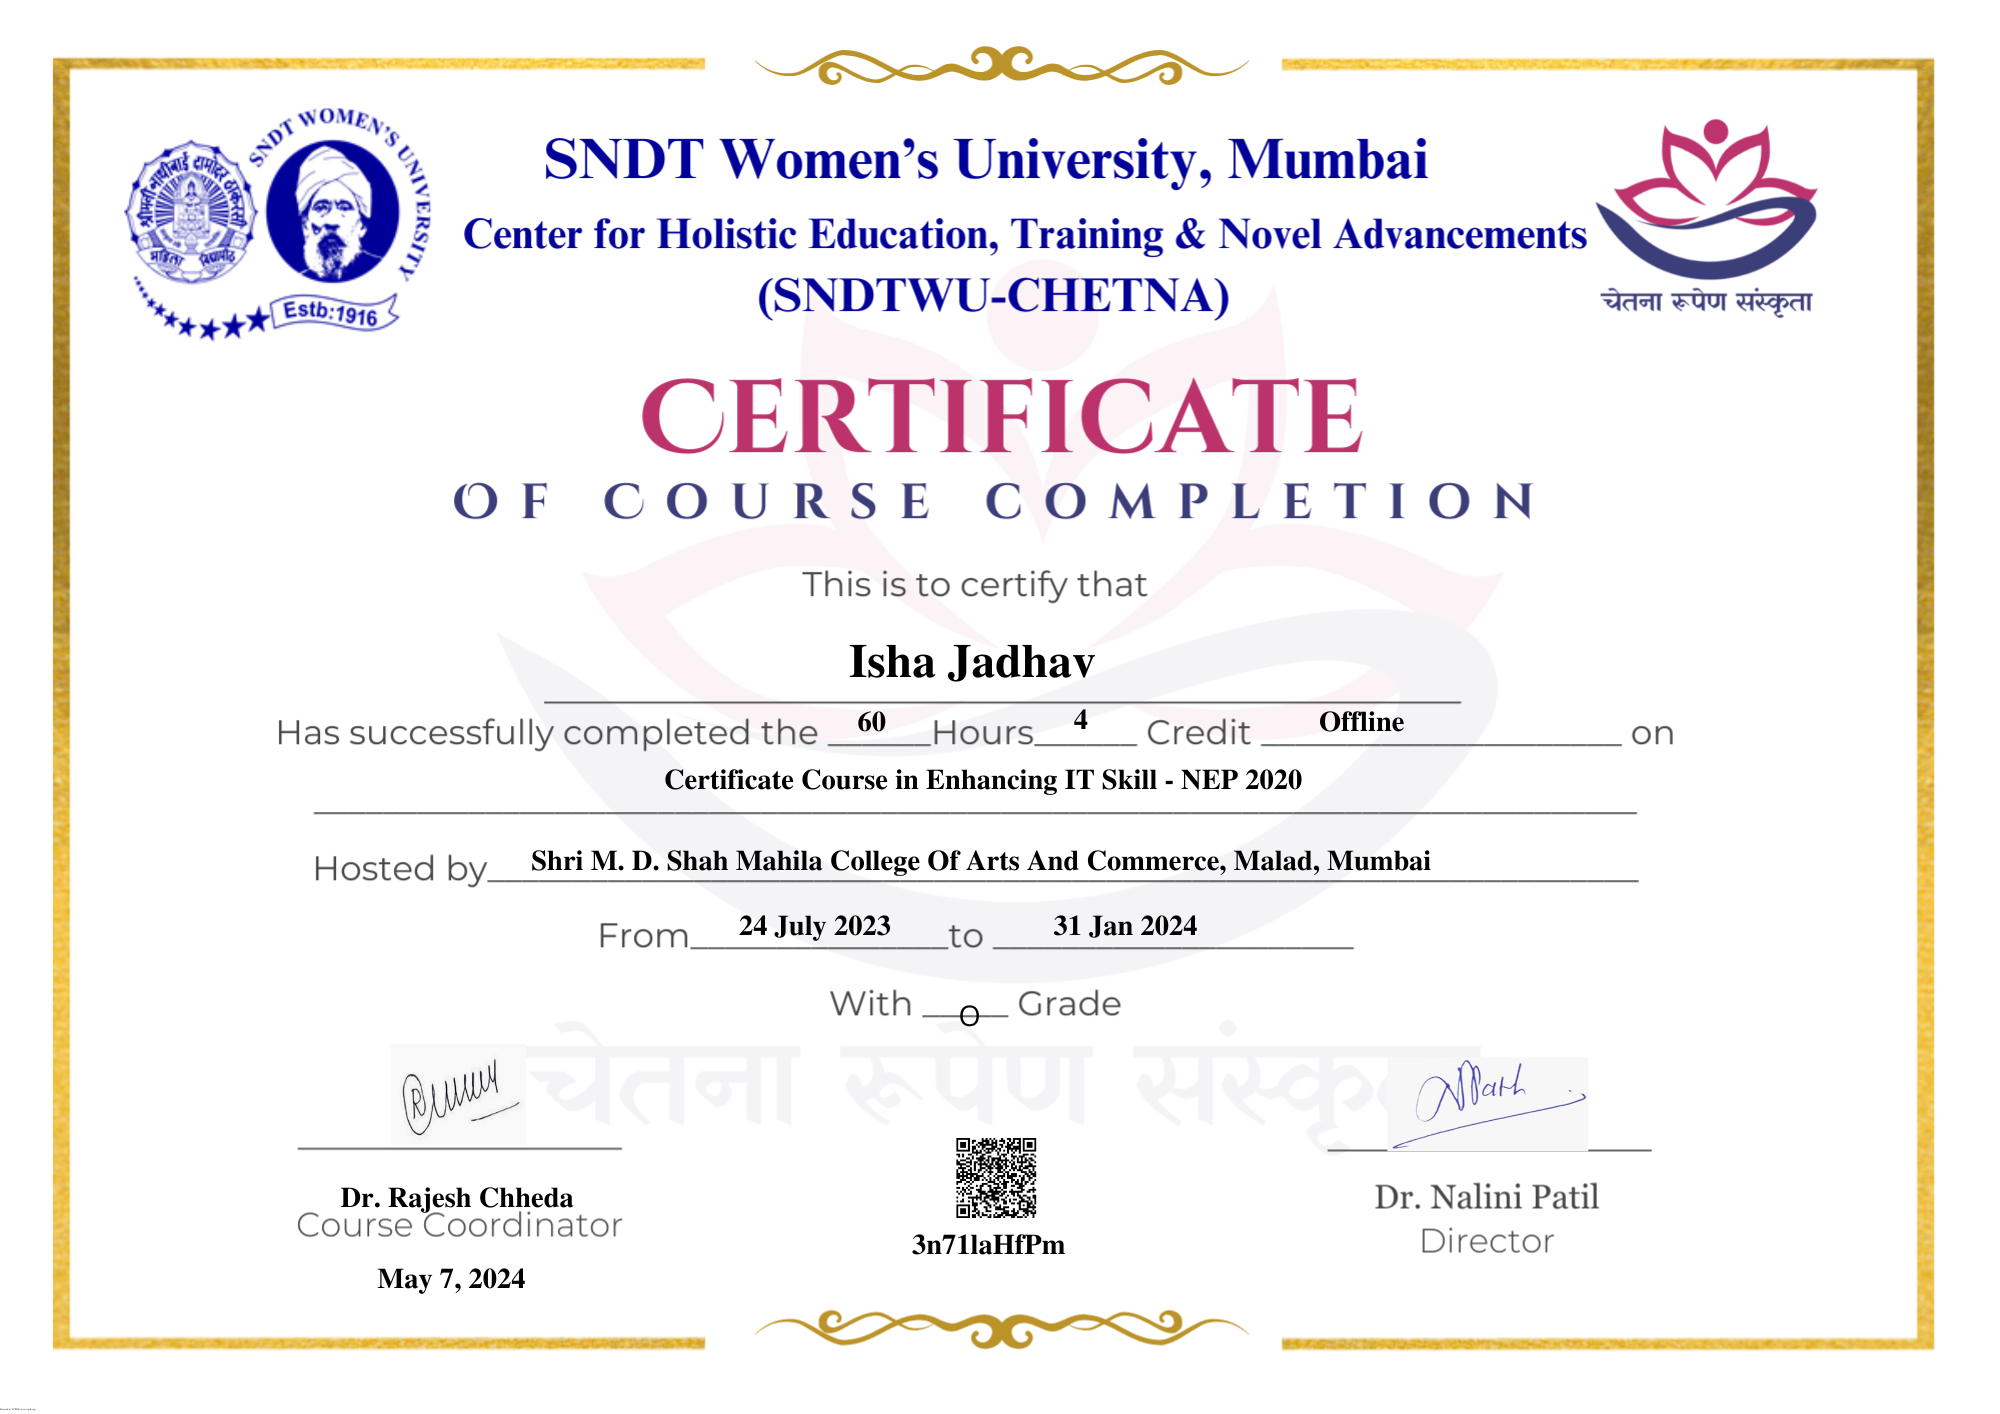 श्रीमती नाथीबाई दामोदर ठाकरसी
महिला विद्यापीठ
SNDT WOMEN'S UNIVERSITY
Estb:1916
SNDT Women’s University, Mumbai
Center for Holistic Education, Training & Novel Advancements
(SNDTWU-CHETNA)
चेतना रूपेण संस्कृता
CERTIFICATE
OF COURSE COMPLETION
This is to certify that
Isha Jadhav
Has successfully completed the 60 Hours 4 Credit Offline on
Certificate Course in Enhancing IT Skill - NEP 2020
Hosted by Shri M. D. Shah Mahila College Of Arts And Commerce, Malad, Mumbai
From 24 July 2023 to 31 Jan 2024
With O Grade
चेतना रूपेण संस्कृता
Dr. Rajesh Chheda
Course Coordinator
May 7, 2024
3n71laHfPm
Dr. Nalini Patil
Director